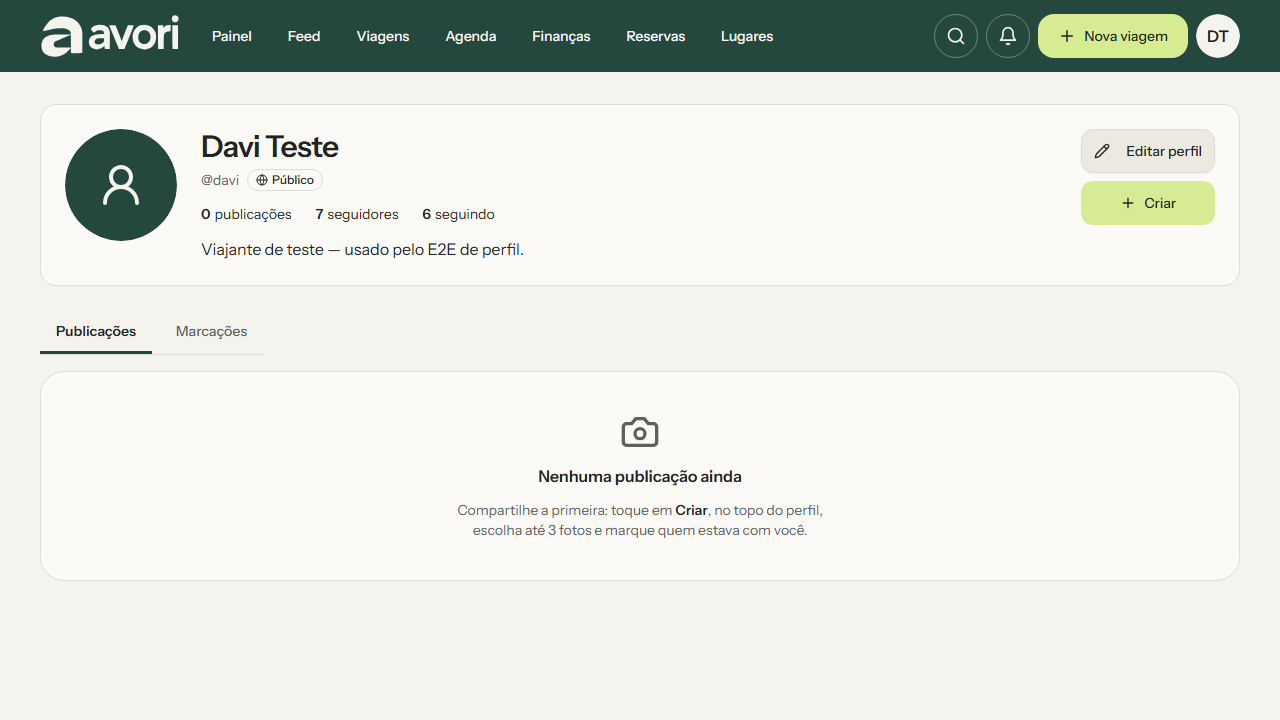 a avori Painel Feed Viagens Agenda Finanças Reservas Lugares Nova viagem DT
Davi Teste
@davi Público
0 publicações 7 seguidores 6 seguindo
Viajante de teste — usado pelo E2E de perfil.
Editar perfil
Criar
Publicações Marcações
Nenhuma publicação ainda
Compartilhe a primeira: toque em Criar, no topo do perfil,
escolha até 3 fotos e marque quem estava com você.